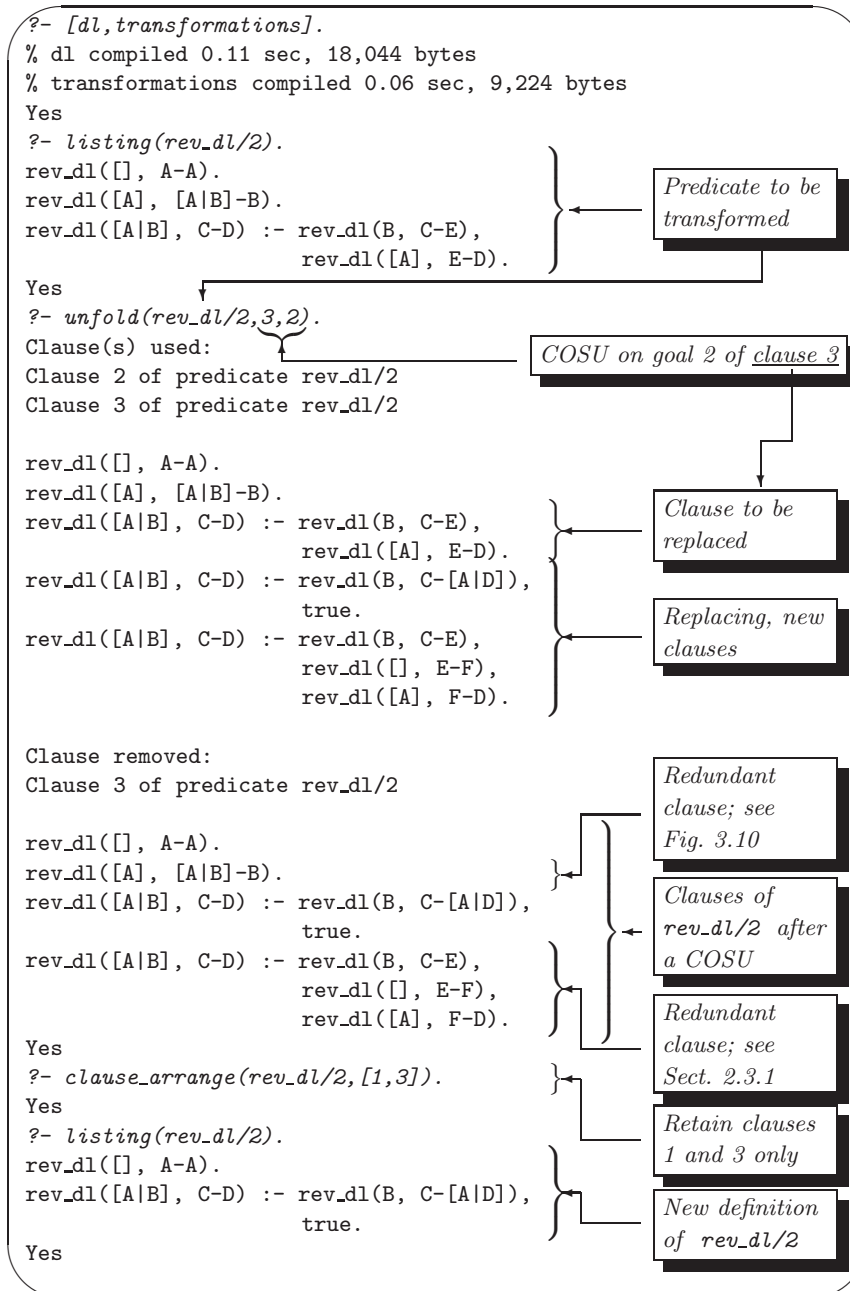 ?- [dl,transformations].
% dl compiled 0.11 sec, 18,044 bytes
% transformations compiled 0.06 sec, 9,224 bytes
Yes
?- listing(rev_dl/2).
rev_dl([], A-A).
rev_dl([A], [A|B]-B).
rev_dl([A|B], C-D) :- rev_dl(B, C-E),
rev_dl([A], E-D).
Predicate to be
transformed
Yes
?- unfold(rev_dl/2,3,2).
Clause(s) used:
COSU on goal 2 of clause 3
Clause 2 of predicate rev_dl/2
Clause 3 of predicate rev_dl/2
rev_dl([], A-A).
rev_dl([A], [A|B]-B).
rev_dl([A|B], C-D) :- rev_dl(B, C-E),
rev_dl([A], E-D).
Clause to be
replaced
rev_dl([A|B], C-D) :- rev_dl(B, C-[A|D]),
true.
rev_dl([A|B], C-D) :- rev_dl(B, C-E),
rev_dl([], E-F),
rev_dl([A], F-D).
Replacing, new
clauses
Clause removed:
Clause 3 of predicate rev_dl/2
Redundant
clause; see
Fig. 3.10
rev_dl([], A-A).
rev_dl([A], [A|B]-B).
rev_dl([A|B], C-D) :- rev_dl(B, C-[A|D]),
true.
rev_dl([A|B], C-D) :- rev_dl(B, C-E),
rev_dl([], E-F),
rev_dl([A], F-D).
Clauses of
rev_dl/2 after
a COSU
Redundant
clause; see
Sect. 2.3.1
Yes
?- clause_arrange(rev_dl/2,[1,3]).
Yes
Retain clauses
1 and 3 only
?- listing(rev_dl/2).
rev_dl([], A-A).
rev_dl([A|B], C-D) :- rev_dl(B, C-[A|D]),
true.
New definition
of rev_dl/2
Yes